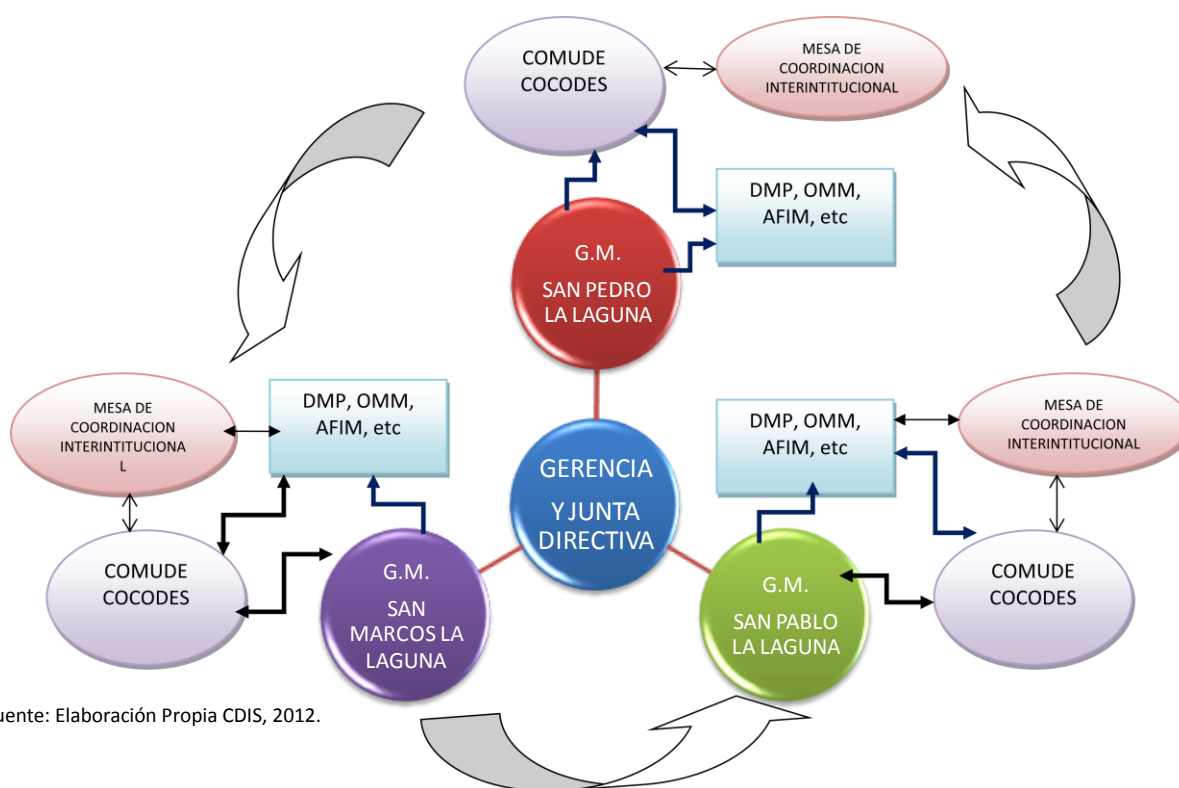 COMUDE
COCODES
MESA DE
COORDINACION
INTERINTITUCIONAL
DMP, OMM,
AFIM, etc
G.M.
SAN PEDRO
LA LAGUNA
MESA DE
COORDINACION
INTERINTITUCIONA
L
DMP, OMM,
AFIM, etc
DMP, OMM,
AFIM, etc
MESA DE
COORDINACION
INTERINTITUCIONAL
GERENCIA
Y JUNTA
DIRECTIVA
COMUDE
COCODES
G.M.
SAN
MARCOS LA
LAGUNA
G.M.
SAN PABLO
LA LAGUNA
COMUDE
COCODES
uente: Elaboración Propia CDIS, 2012.